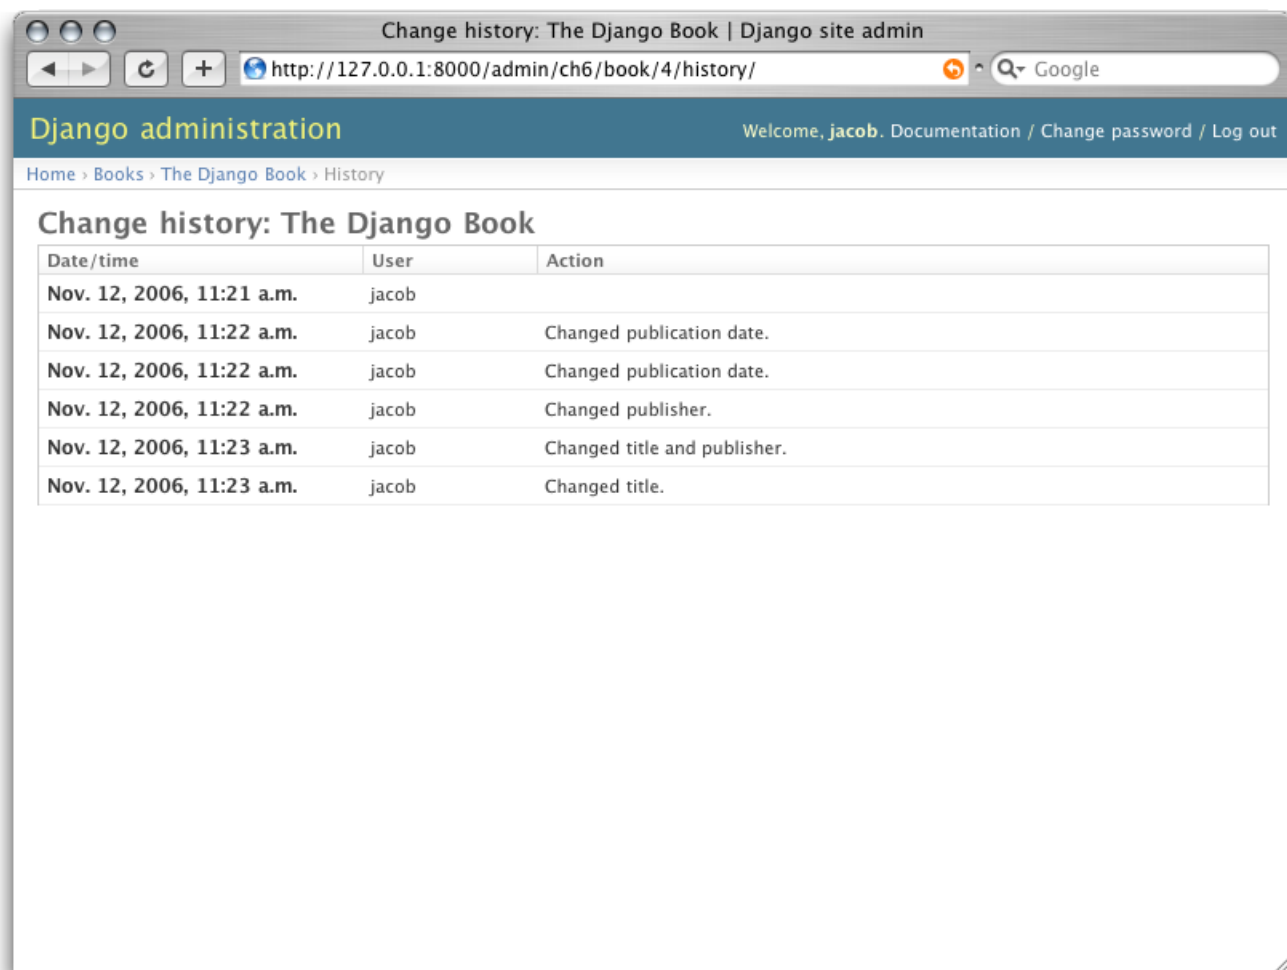 Change history: The Django Book | Django site admin
http://127.0.0.1:8000/admin/ch6/book/4/history/ Google
Django administration Welcome, jacob. Documentation / Change password / Log out
Home › Books › The Django Book › History
Change history: The Django Book
Date/time User Action
Nov. 12, 2006, 11:21 a.m. jacob
Nov. 12, 2006, 11:22 a.m. jacob Changed publication date.
Nov. 12, 2006, 11:22 a.m. jacob Changed publication date.
Nov. 12, 2006, 11:22 a.m. jacob Changed publisher.
Nov. 12, 2006, 11:23 a.m. jacob Changed title and publisher.
Nov. 12, 2006, 11:23 a.m. jacob Changed title.